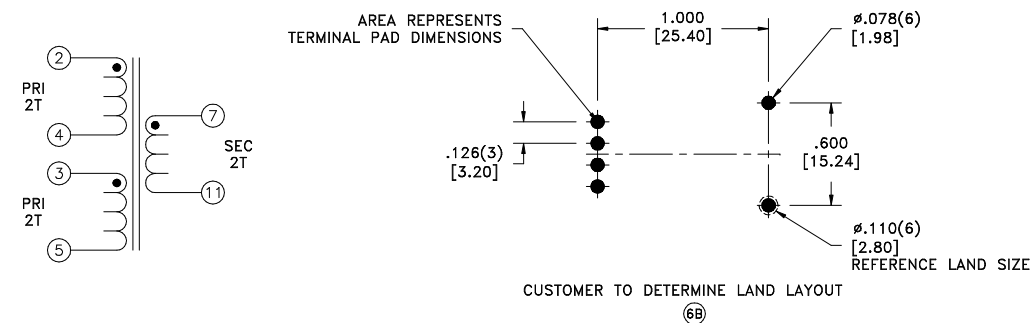 2
PRI
2T
4
3
PRI
2T
5
7
SEC
2T
11
AREA REPRESENTS
TERMINAL PAD DIMENSIONS
1.000
[25.40]
ø.078(6)
[1.98]
.126(3)
[3.20]
.600
[15.24]
ø.110(6)
[2.80]
REFERENCE LAND SIZE
CUSTOMER TO DETERMINE LAND LAYOUT
6B